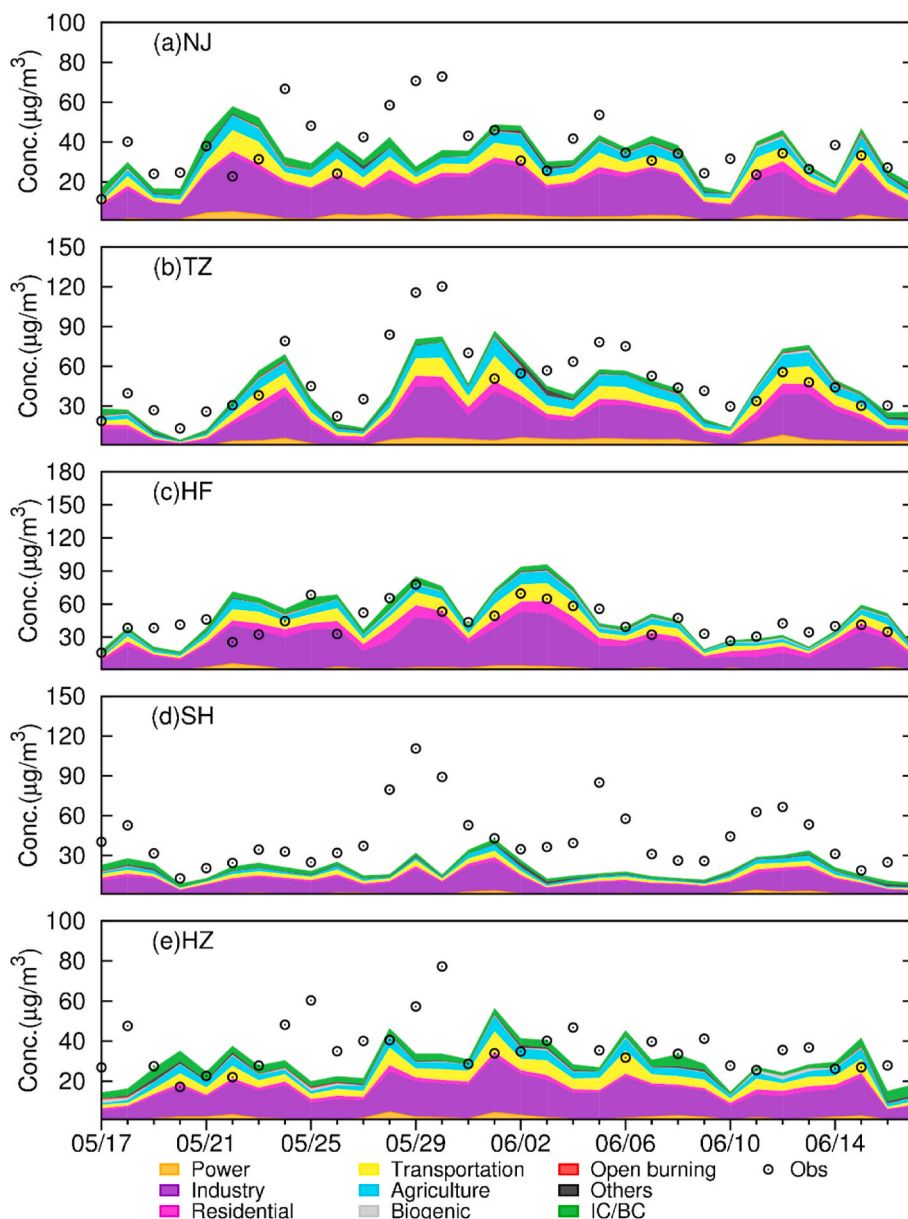 100
80
60
40
20
Conc.(μg/m³)
(a)NJ
150
120
90
60
30
Conc.(μg/m³)
(b)TZ
180
150
120
90
60
30
Conc.(μg/m³)
(c)HF
150
120
90
60
30
Conc.(μg/m³)
(d)SH
100
80
60
40
20
Conc.(μg/m³)
(e)HZ
05/17 05/21 05/25 05/29 06/02 06/06 06/10 06/14
Power Transportation Open burning Obs
Industry Agriculture Others
Residential Biogenic IC/BC